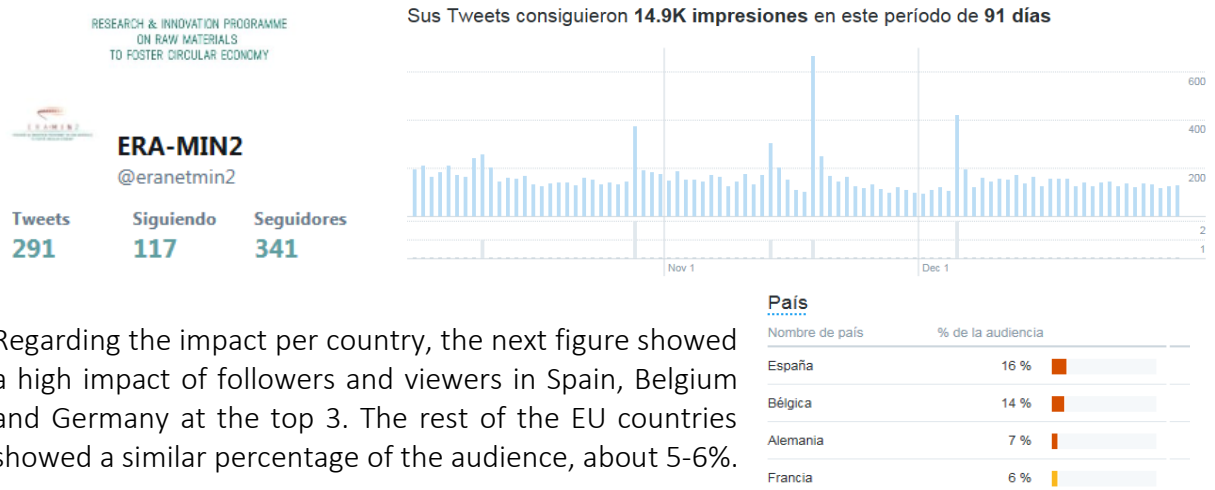 RESEARCH & INNOVATION PROGRAMME
ON RAW MATERIALS
TO FOSTER CIRCULAR ECONOMY
ERA-MIN2
ERA-MIN2
@eranetmin2
Tweets Siguiendo Seguidores
291 117 341
Sus Tweets consiguieron 14.9K impresiones en este período de 91 días
600
400
200
2
1
Nov 1 Dec 1
Regarding the impact per country, the next figure showed
a high impact of followers and viewers in Spain, Belgium
and Germany at the top 3. The rest of the EU countries
showed a similar percentage of the audience, about 5-6%.
País
Nombre de país % de la audiencia
España 16 %
Bélgica 14 %
Alemania 7 %
Francia 6 %